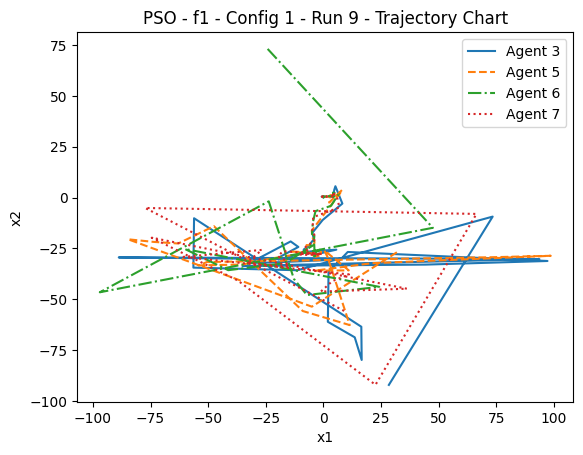 PSO - f1 - Config 1 - Run 9 - Trajectory Chart
Agent 3
Agent 5
Agent 6
Agent 7
75
50
25
0
−25
−50
−75
−100
x2
−100 −75 −50 −25 0 25 50 75 100
x1